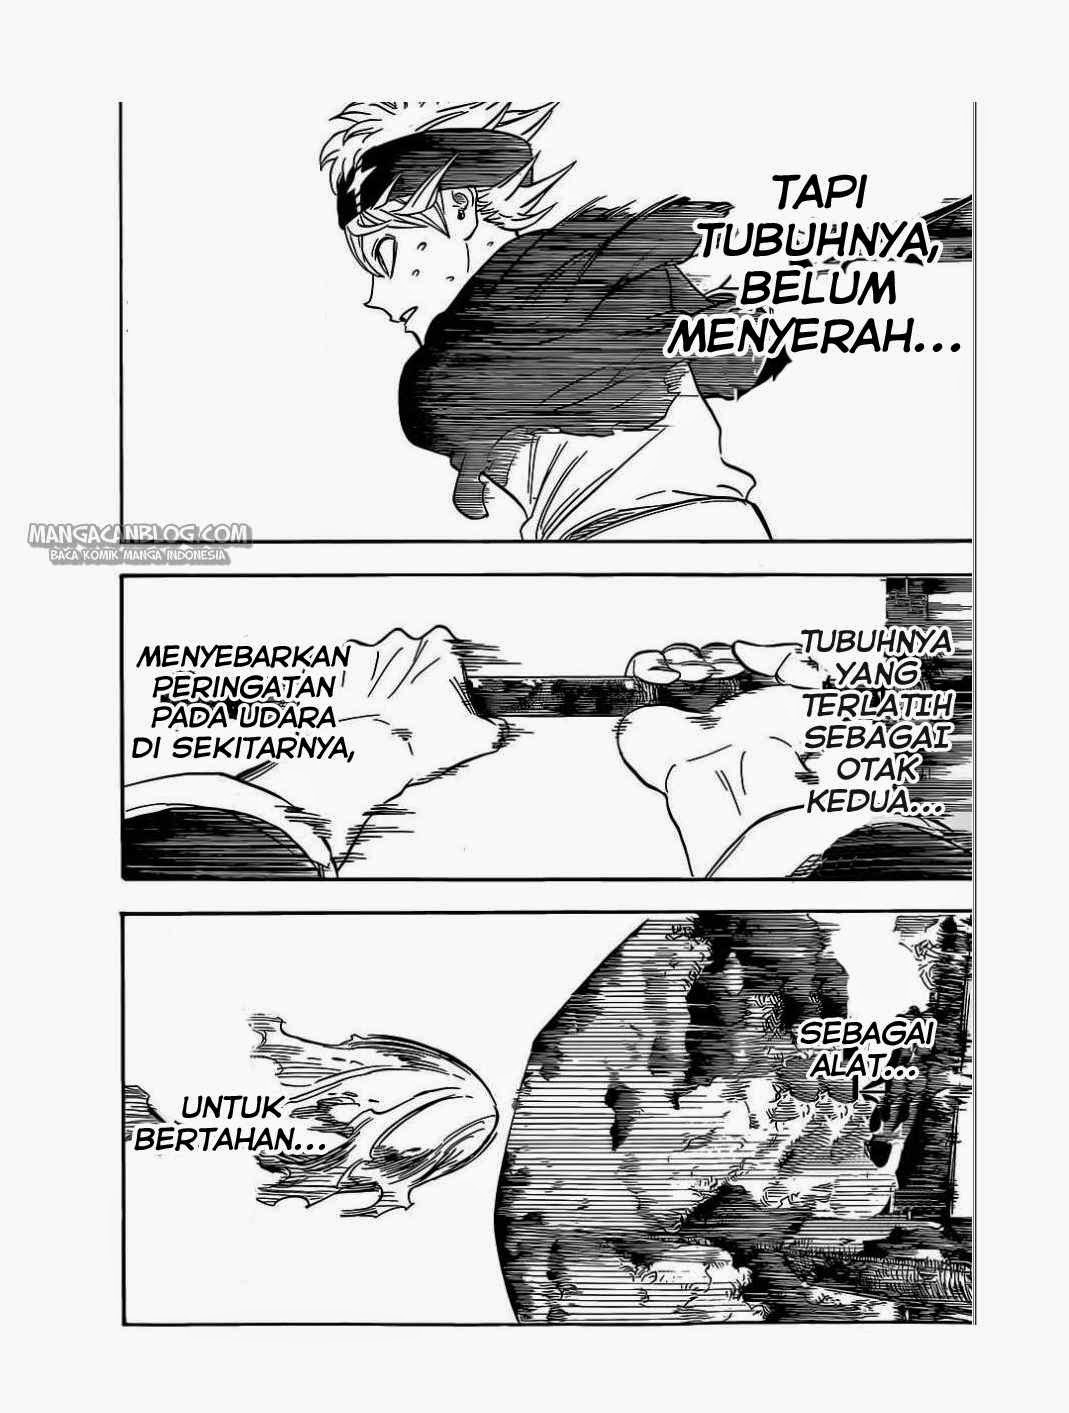 TAPI
TUBUHNYA,
BELUM
MENYERAH...
MANGACANBLOG.COM
BACA KOMIK MANGA INDONESIA
TUBUHNYA
YANG
TERLATIH
SEBAGAI
OTAK
KEDUA...
MENYEBARKAN
PERINGATAN
PADA UDARA
DI SEKITARNYA,
SEBAGAI
ALAT...
UNTUK
BERTAHAN...